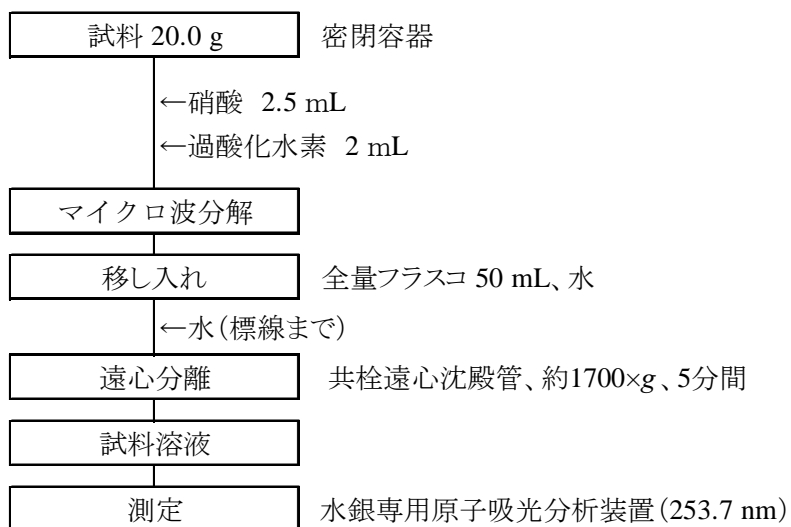 試料 20.0 g 密閉容器
←硝酸 2.5 mL
←過酸化水素 2 mL
マイクロ波分解
移し入れ 全量フラスコ 50 mL、水
←水(標線まで)
遠心分離 共栓遠心沈殿管、約1700×g、5分間
試料溶液
測定 水銀専用原子吸光分析装置(253.7 nm)